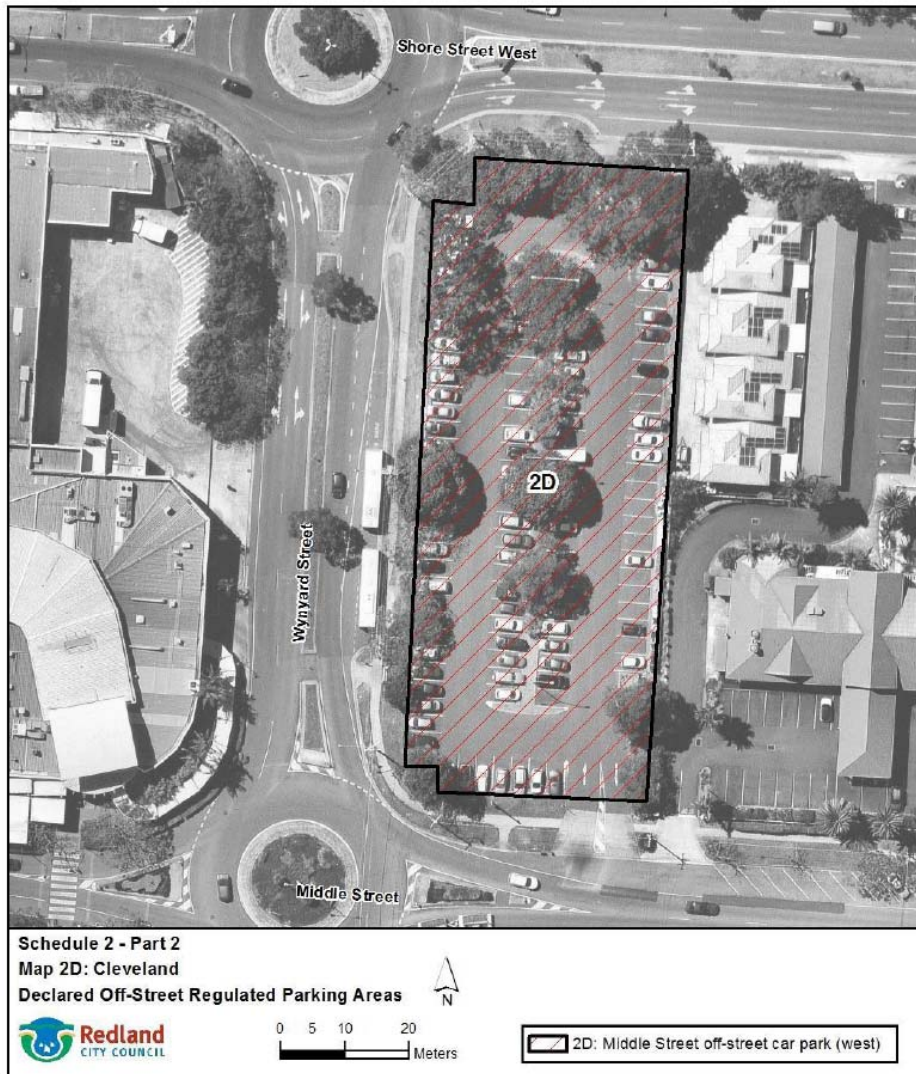 Shore Street West
2D
Wynyard Street
Middle Street
Schedule 2 - Part 2
Map 2D: Cleveland
Declared Off-Street Regulated Parking Areas
N
Redland
CITY COUNCIL
0 5 10 20
Meters
2D: Middle Street off-street car park (west)